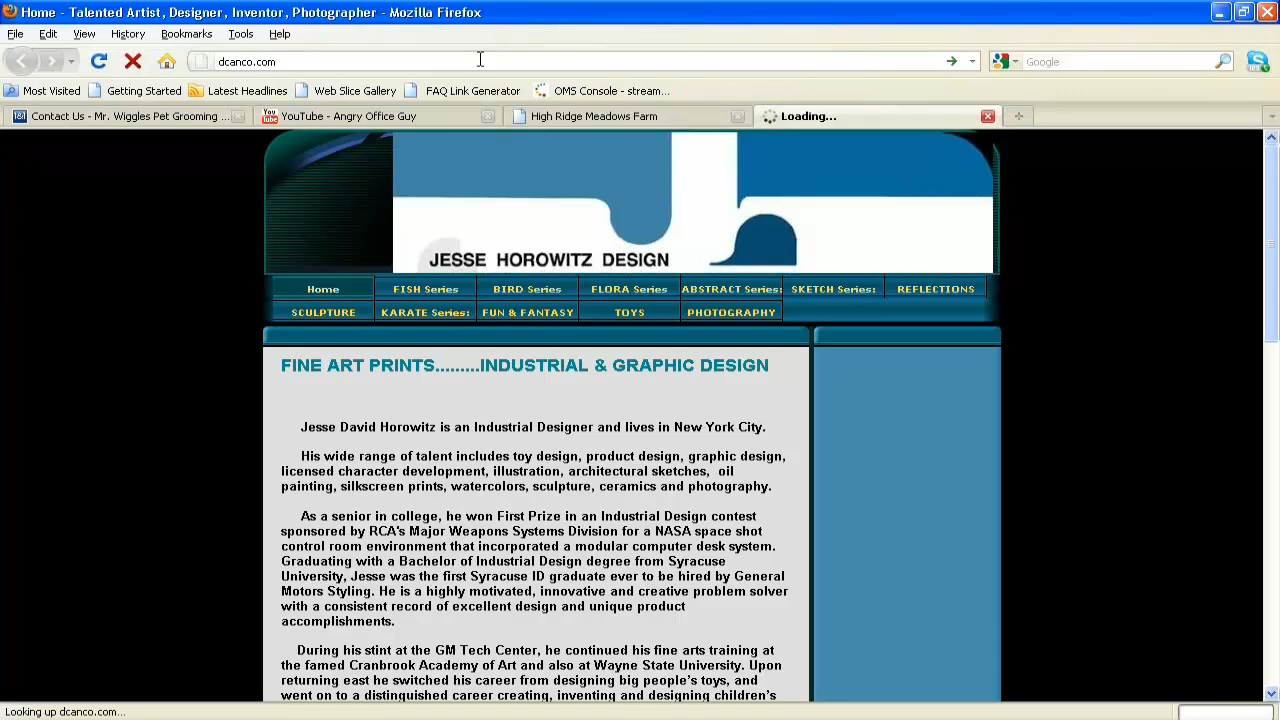 Home - Talented Artist, Designer, Inventor, Photographer - Mozilla Firefox
File Edit View History Bookmarks Tools Help
dcanco.com Google
Most Visited Getting Started Latest Headlines Web Slice Gallery FAQ Link Generator OMS Console - stream...
Contact Us - Mr. Wiggles Pet Grooming ... You Tube Tube - Angry Office Guy High Ridge Meadows Farm Loading...
JESSE HOROWITZ DESIGN
Home FISH Series BIRD Series FLORA Series ABSTRACT Series: SKETCH Series: REFLECTIONS
SCULPTURE KARATE Series: FUN & FANTASY TOYS PHOTOGRAPHY
FINE ART PRINTS.........INDUSTRIAL & GRAPHIC DESIGN
Jesse David Horowitz is an Industrial Designer and lives in New York City.
His wide range of talent includes toy design, product design, graphic design,
licensed character development, illustration, architectural sketches, oil
painting, silkscreen prints, watercolors, sculpture, ceramics and photography.
As a senior in college, he won First Prize in an Industrial Design contest
sponsored by RCA's Major Weapons Systems Division for a NASA space shot
control room environment that incorporated a modular computer desk system.
Graduating with a Bachelor of Industrial Design degree from Syracuse
University, Jesse was the first Syracuse ID graduate ever to be hired by General
Motors Styling. He is a highly motivated, innovative and creative problem solver
with a consistent record of excellent design and unique product
accomplishments.
During his stint at the GM Tech Center, he continued his fine arts training at
the famed Cranbrook Academy of Art and also at Wayne State University. Upon
returning east he switched his career from designing big people's toys, and
went on to a distinguished career creating, inventing and designing children's
Looking up dcanco.com...